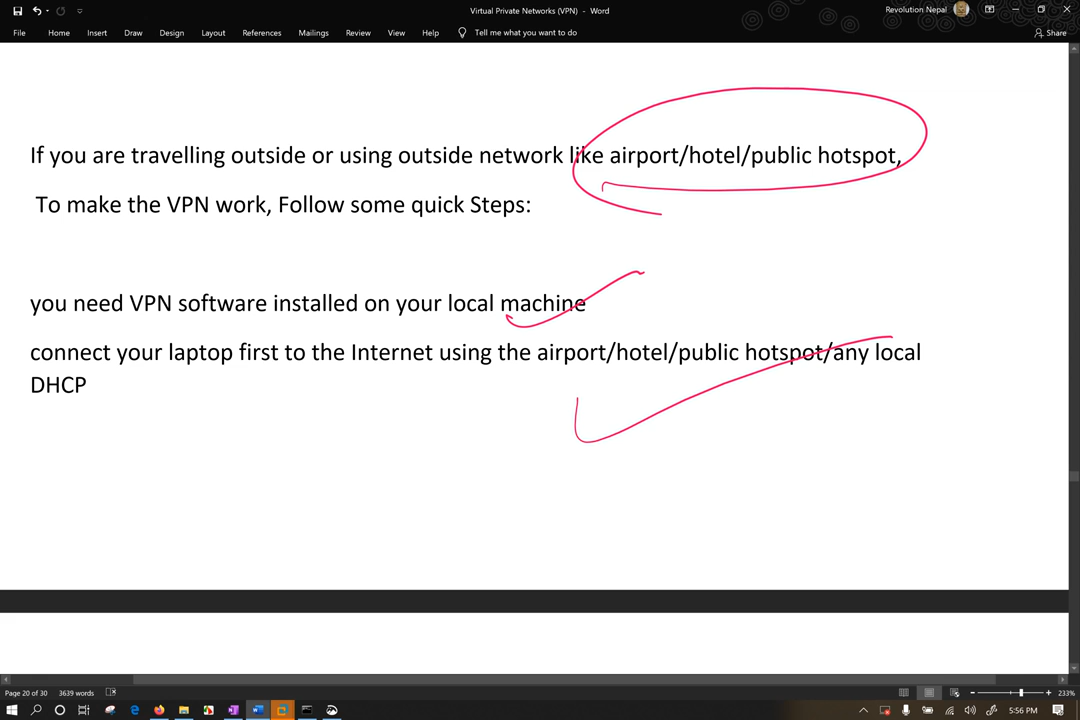 Virtual Private Networks (VPN) - Word
Revolution Nepal
File Home Insert Draw Design Layout References Mailings Review View Help Tell me what you want to do
Share
If you are travelling outside or using outside network like airport/hotel/public hotspot,
To make the VPN work, Follow some quick Steps:
you need VPN software installed on your local machine
connect your laptop first to the Internet using the airport/hotel/public hotspot/any local
DHCP
Page 20 of 30 3639 words
233%
5:56 PM